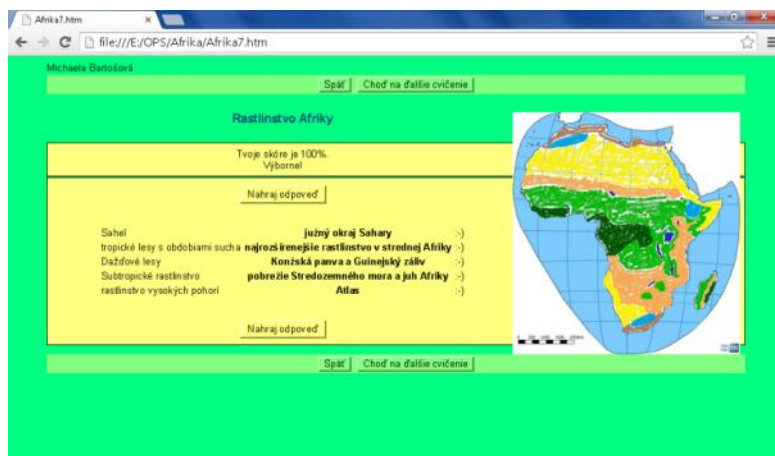 Afrika7.htm
file:///E:/OPS/Afrika/Afrika7.htm
Michaela Bartošová
Späť Choď na ďalšie cvičenie
Rastlinstvo Afriky
Tvoje skóre je 100%.
Výborne!
Nahraj odpoveď
Sahel južný okraj Sahary :-)
tropické lesy s obdobiami sucha najrozšírenejšie rastlinstvo v strednej Afriky :-)
Dažďové lesy Konžská panva a Guinejský záliv :-)
Subtropické rastlinstvo pobrežie Stredozemného mora a juh Afriky :-)
rastlinstvo vysokých pohorí Atlas :-)
Nahraj odpoveď
Späť Choď na ďalšie cvičenie